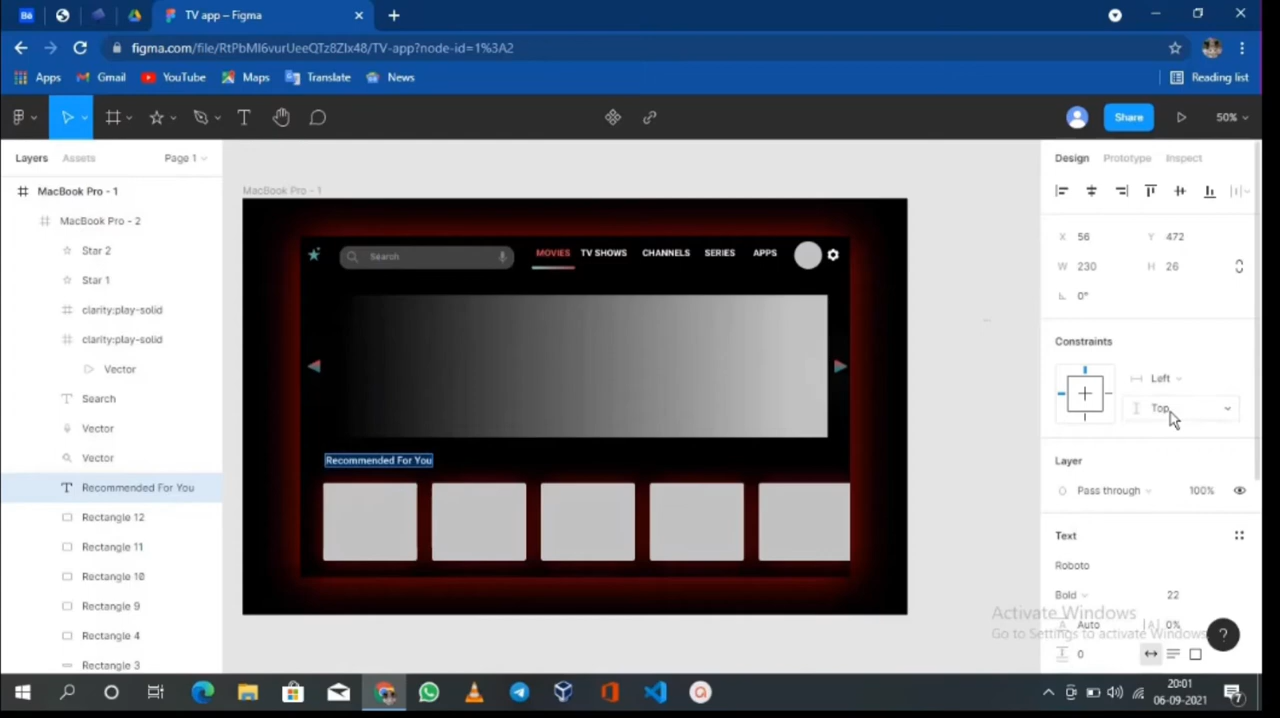 Bē
TV app – Figma
figma.com/file/RtPbMl6vurUeeQTz8ZIx48/TV-app?node-id=1%3A2
Apps
Gmail
YouTube
Maps
Translate
News
Reading list
Share
50%
Layers
Assets
Page 1
Design
Prototype
Inspect
MacBook Pro - 1
MacBook Pro - 2
Star 2
Star 1
clarity:play-solid
clarity:play-solid
Vector
Search
Vector
Vector
Recommended For You
Rectangle 12
Rectangle 11
Rectangle 10
Rectangle 9
Rectangle 4
Rectangle 3
MacBook Pro - 1
Search
MOVIES
TV SHOWS
CHANNELS
SERIES
APPS
Recommended For You
X 56
Y 472
W 230
H 26
0°
Constraints
Left
Top
Layer
Pass through
100%
Text
Roboto
Bold
22
A Auto
|A| 0%
0
Activate Windows
Go to Settings to activate Windows.
?
20:01
06-09-2021
7